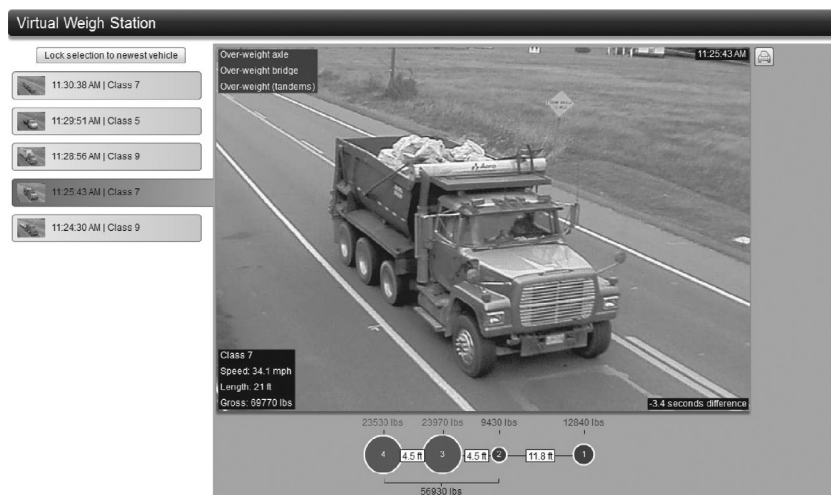 Virtual Weigh Station
Lock selection to newest vehicle
11:30:38 AM | Class 7
11:29:51 AM | Class 5
11:28:56 AM | Class 9
11:25:43 AM | Class 7
11:24:30 AM | Class 9
Over-weight axle
Over-weight bridge
Over-weight (tandems)
11:25:43 AM
Aero
Class 7
Speed: 34.1 mph
Length: 21 ft
Gross: 69770 lbs
-3.4 seconds difference
23530 lbs 23970 lbs 9430 lbs 12840 lbs
4 4.5 ft 3 4.5 ft 2 11.8 ft 1
56930 lbs